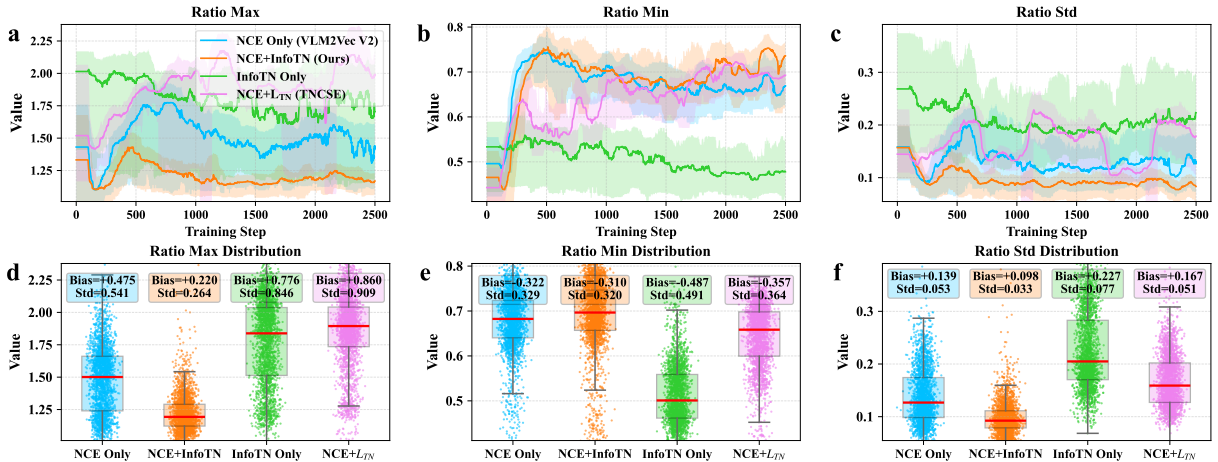 a
Ratio Max
Value
2.25
2.00
1.75
1.50
1.25
NCE Only (VLM2Vec V2)
NCE+InfoTN (Ours)
InfoTN Only
NCE+L_TN (TNCSE)
0
500
1000
1500
2000
2500
Training Step
b
Ratio Min
Value
0.8
0.7
0.6
0.5
0
500
1000
1500
2000
2500
Training Step
c
Ratio Std
Value
0.3
0.2
0.1
0
500
1000
1500
2000
2500
Training Step
d
Ratio Max Distribution
Value
2.25
2.00
1.75
1.50
1.25
Bias=+0.475
Std=0.541
Bias=+0.220
Std=0.264
Bias=+0.776
Std=0.846
Bias=+0.860
Std=0.909
NCE Only
NCE+InfoTN
InfoTN Only
NCE+L_TN
e
Ratio Min Distribution
Value
0.8
0.7
0.6
0.5
Bias=-0.322
Std=0.329
Bias=-0.310
Std=0.320
Bias=-0.487
Std=0.491
Bias=-0.357
Std=0.364
NCE Only
NCE+InfoTN
InfoTN Only
NCE+L_TN
f
Ratio Std Distribution
Value
0.3
0.2
0.1
Bias=+0.139
Std=0.053
Bias=+0.098
Std=0.033
Bias=+0.227
Std=0.077
Bias=+0.167
Std=0.051
NCE Only
NCE+InfoTN
InfoTN Only
NCE+L_TN